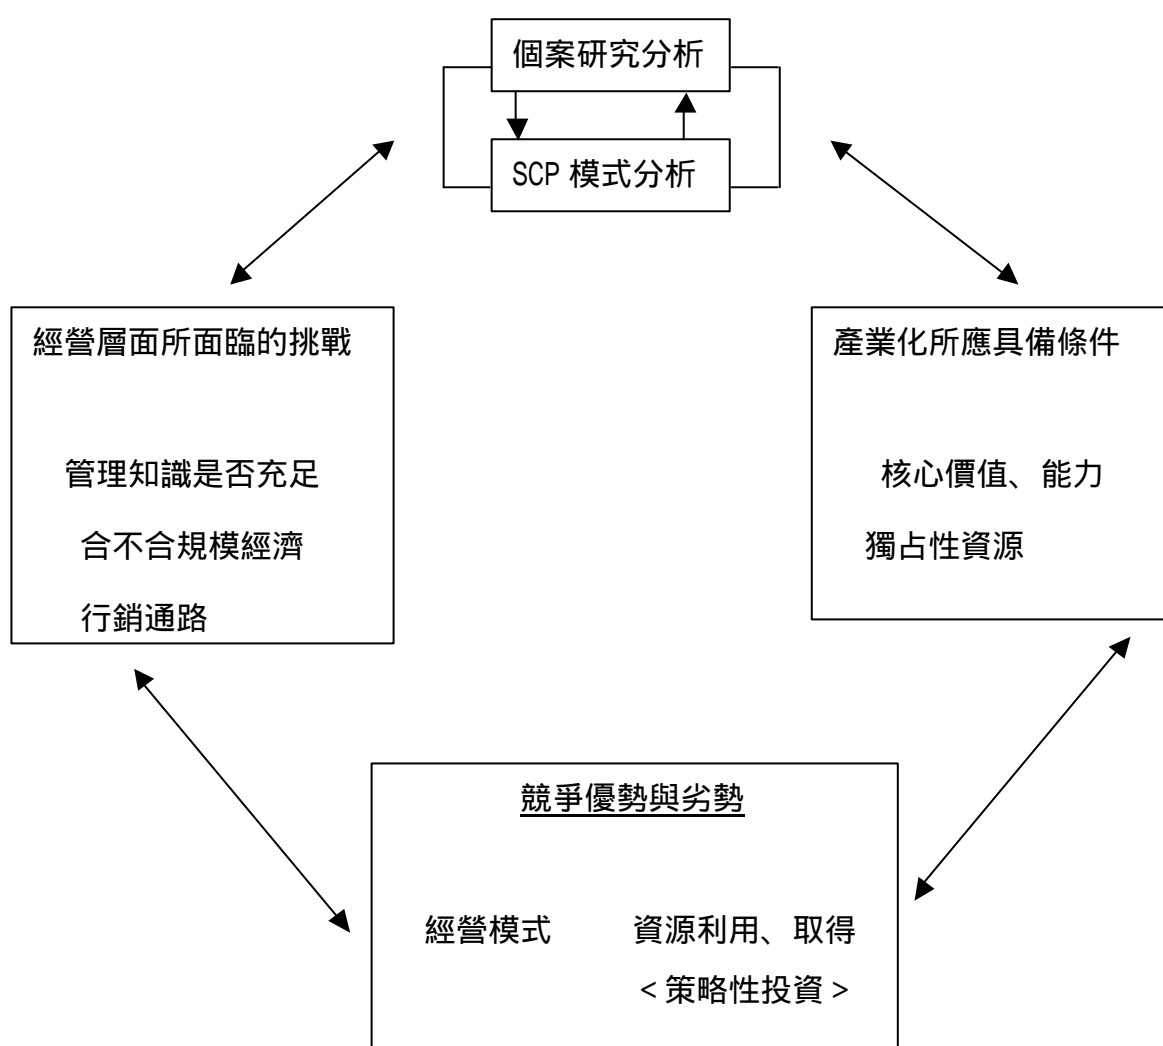 個案研究分析
SCP 模式分析
經營層面所面臨的挑戰
管理知識是否充足
合不合規模經濟
行銷通路
產業化所應具備條件
核心價值、能力
獨占性資源
競爭優勢與劣勢
經營模式 資源利用、取得
<策略性投資>